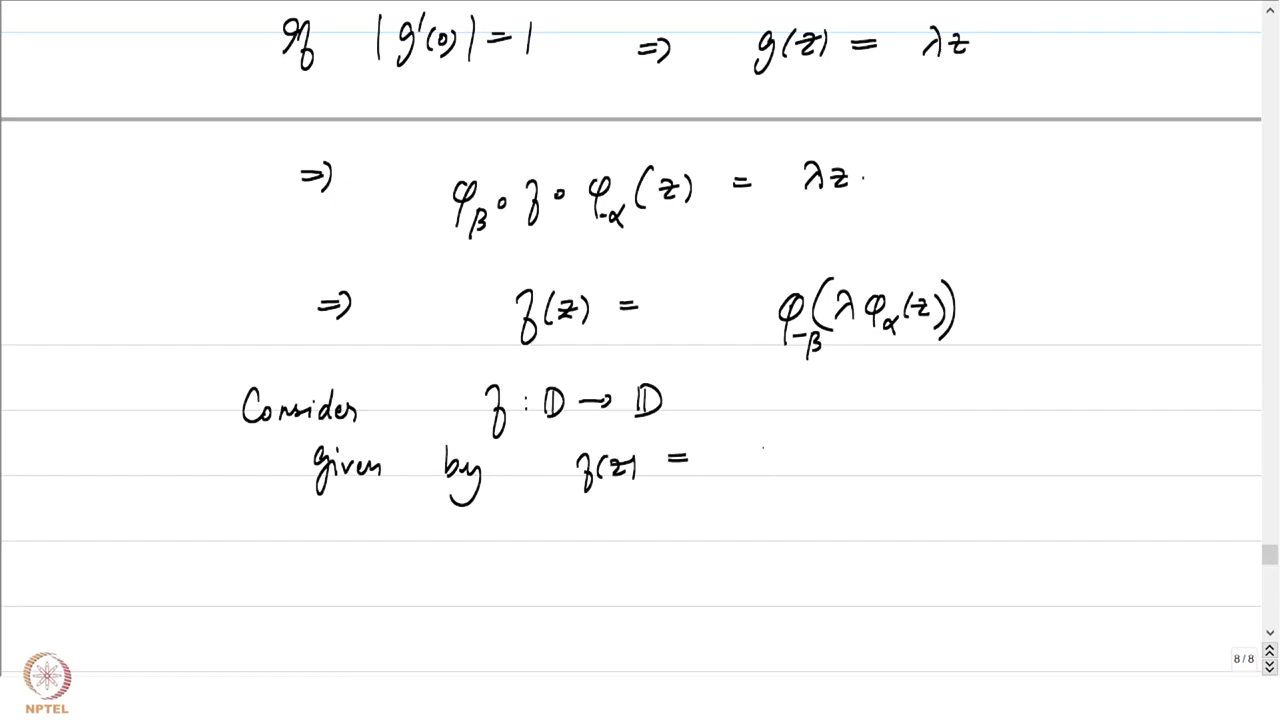 If |g'(0)| = 1 ⇒ g(z) = λz
⇒ φ_β ∘ f ∘ φ_{-α}(z) = λz.
⇒ f(z) = φ_{-β}(λ φ_α(z))
Consider f : 𝔻 → 𝔻
given by f(z) =
8 / 8
NPTEL